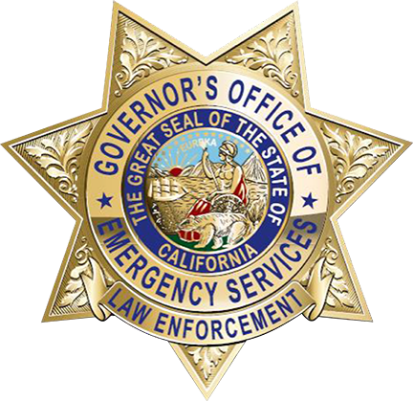 GOVERNOR'S OFFICE OF
EMERGENCY SERVICES
THE GREAT SEAL OF THE STATE OF
CALIFORNIA
EUREKA
LAW ENFORCEMENT